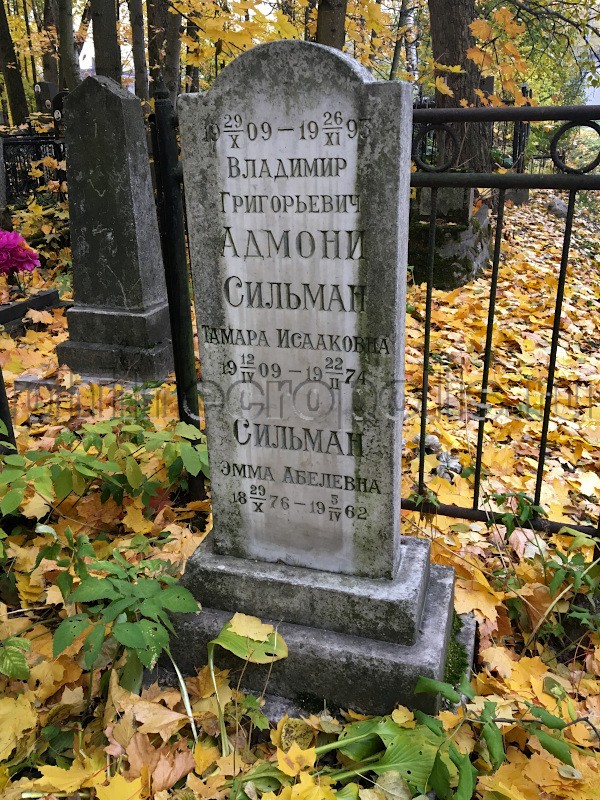 19 29/X 09 – 19 26/XI 93
Владимир
Григорьевич
Адмони
Сильман
Тамара Исааковна
19 12/IV 09 – 19 22/II 74
Сильман
Эмма Абелевна
18 29/X 76 – 19 5/IV 62